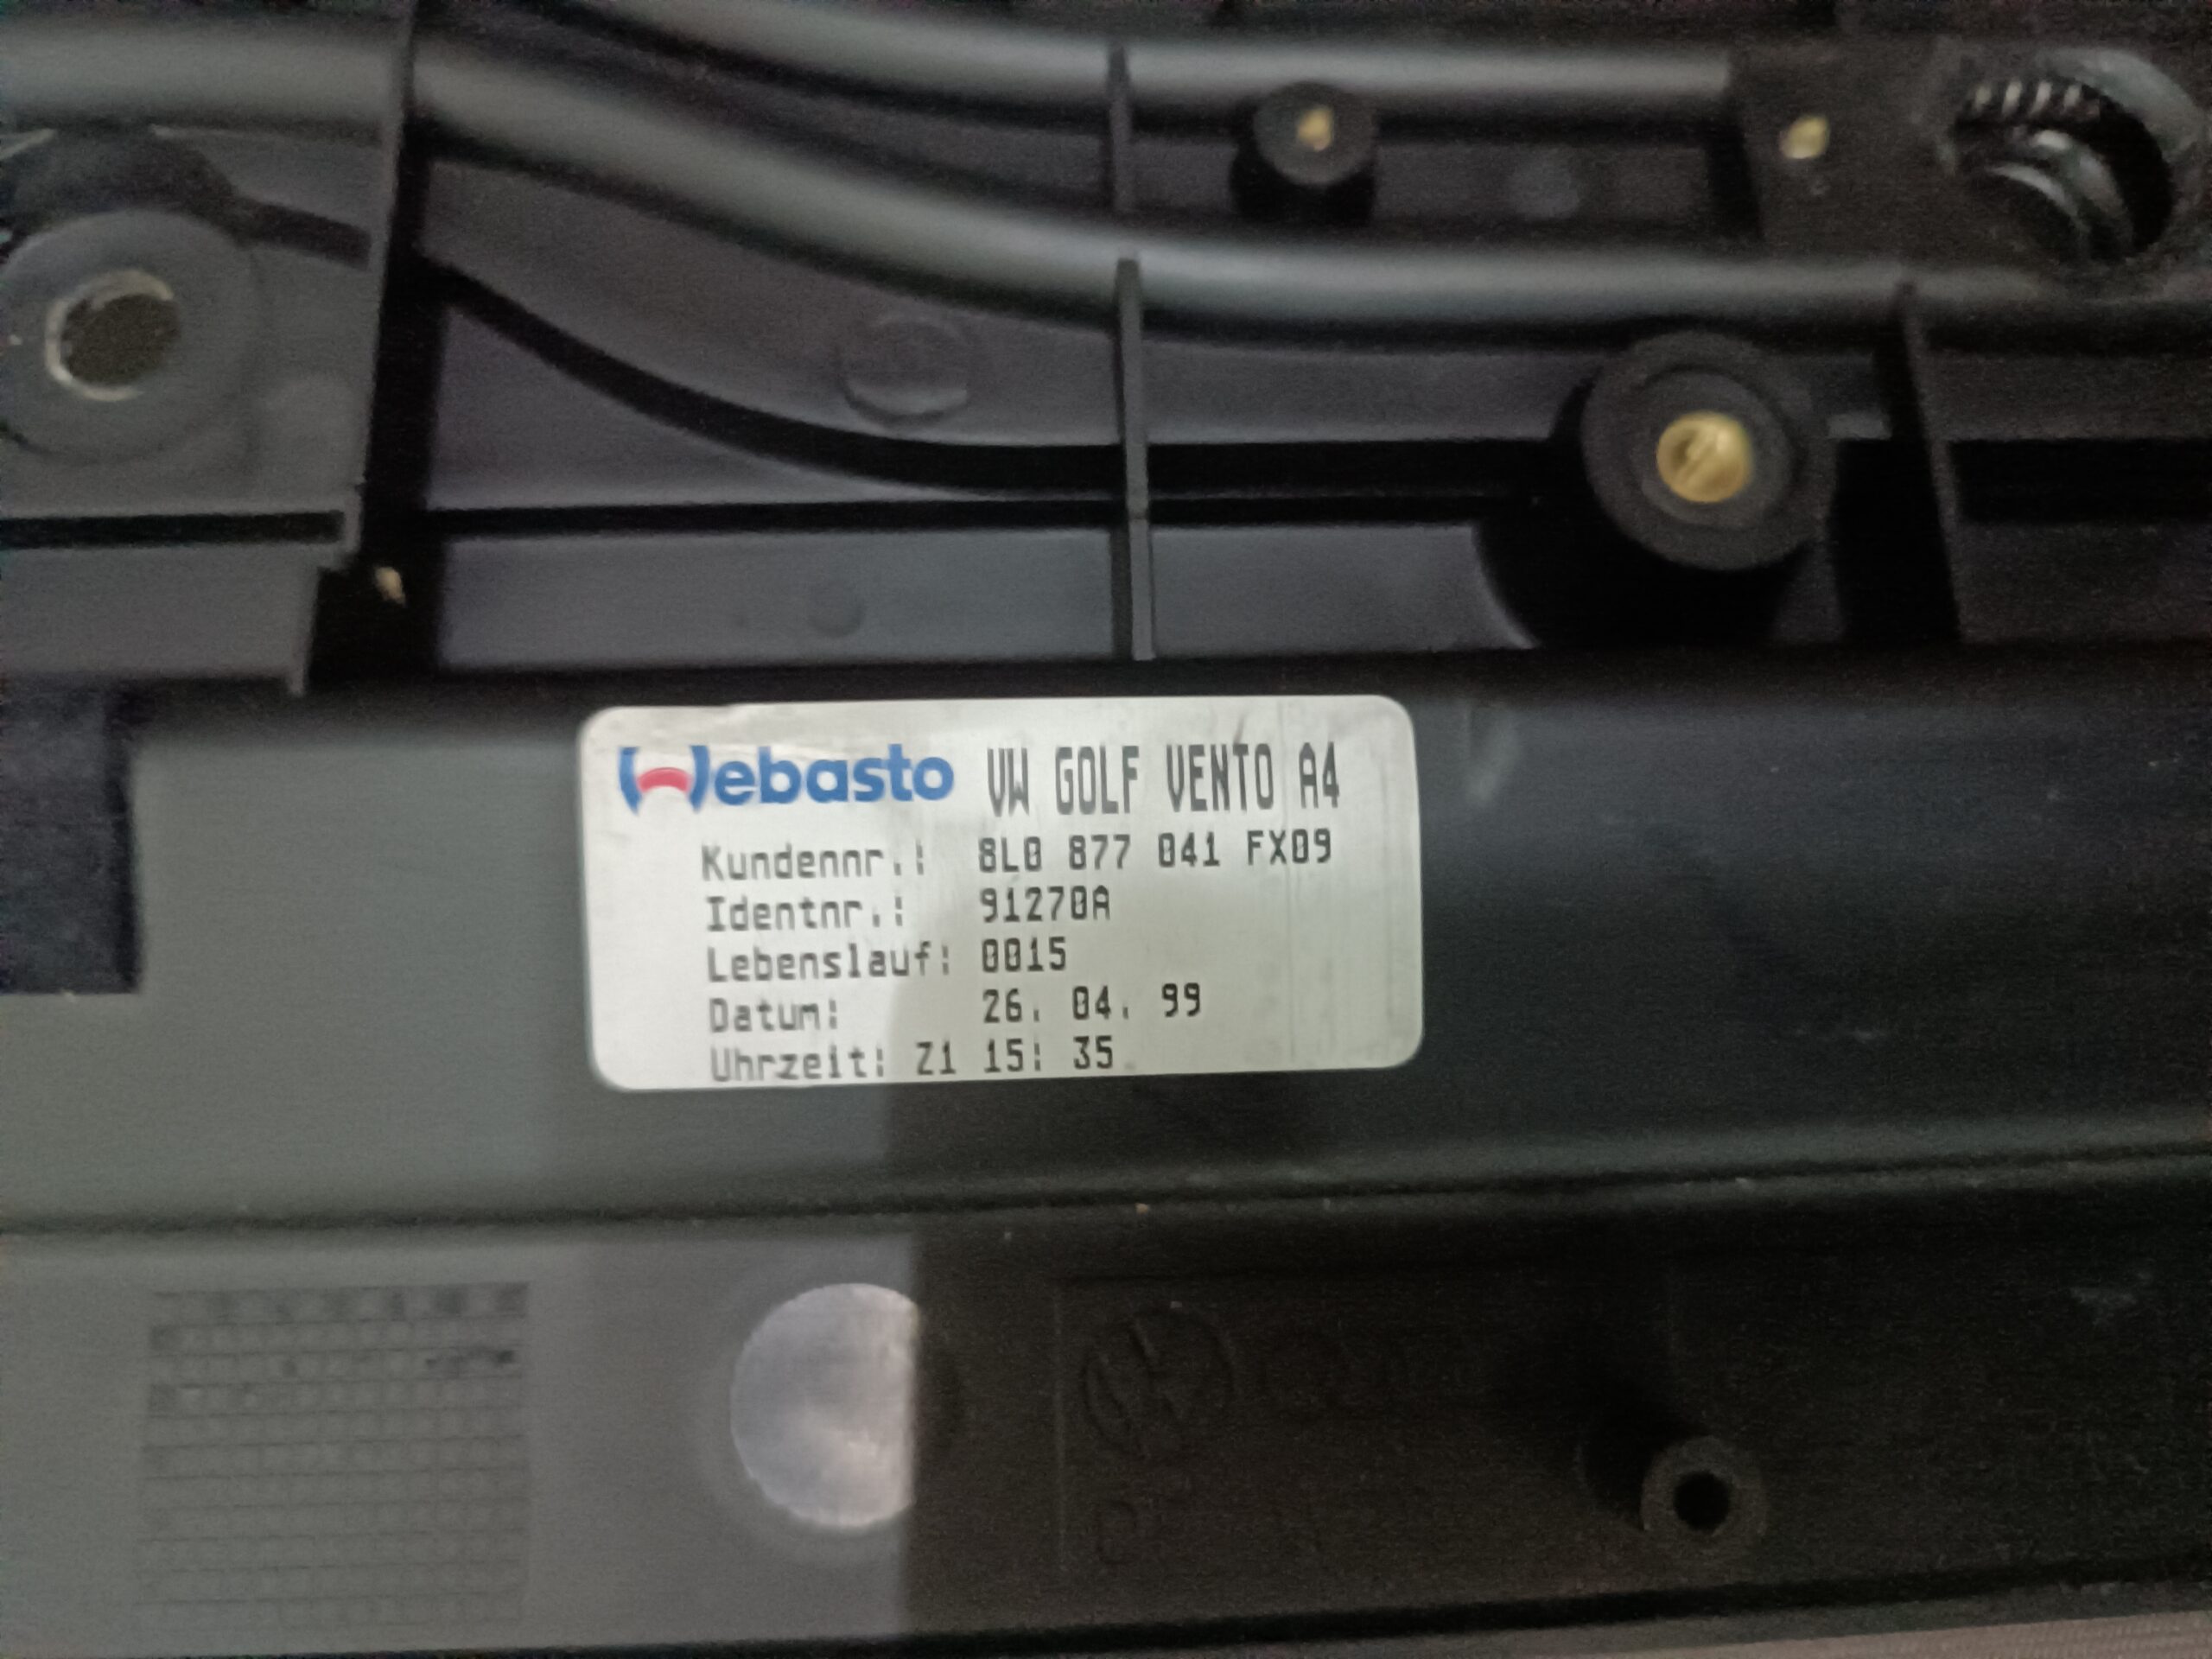 Webasto VW GOLF VENTO A4
Kundennr.: 8L0 877 041 FX09
Identnr.: 91270A
Lebenslauf: 0015
Datum: 26. 04. 99
Uhrzeit: Z1 15: 35